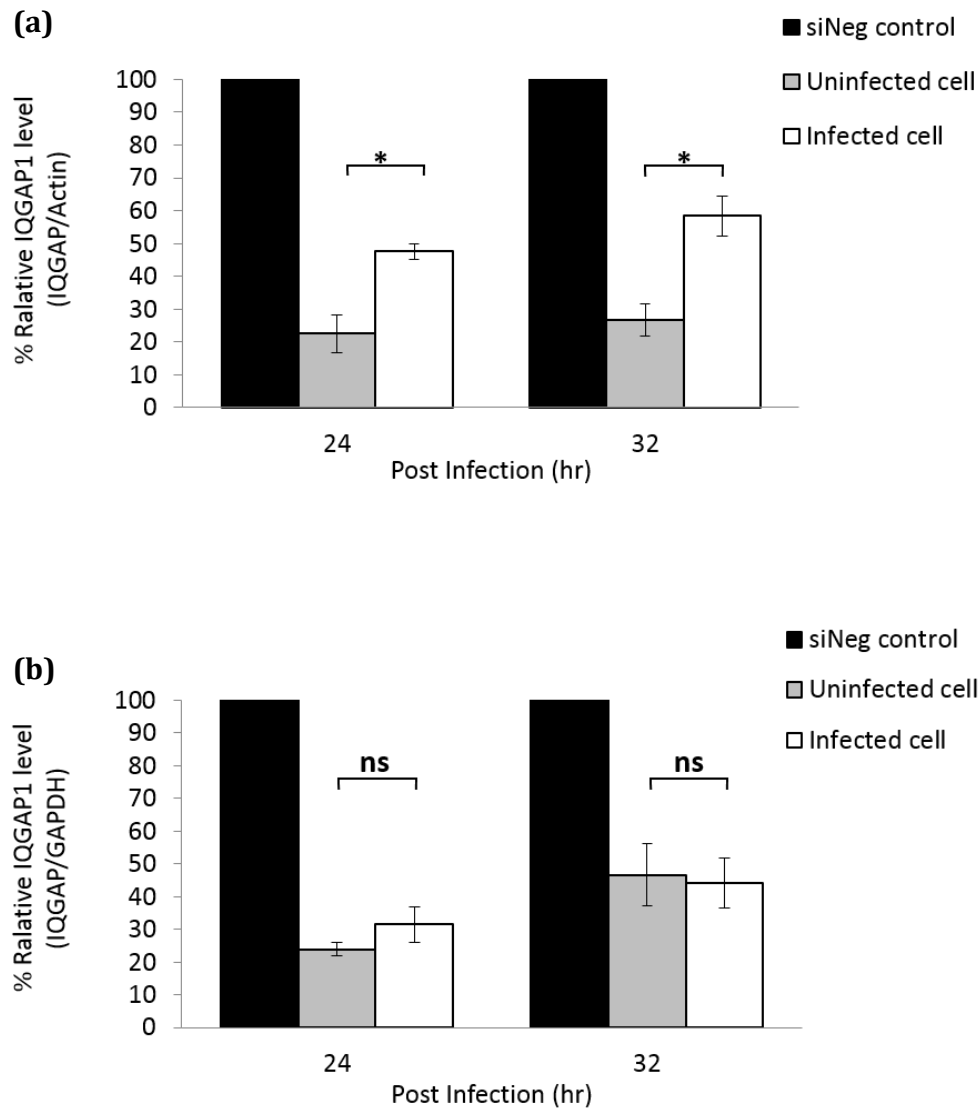 (a)
siNeg control
Uninfected cell
Infected cell
% Ralative IQGAP1 level
(IQGAP/Actin)
100
90
80
70
60
50
40
30
20
10
0
*
*
24
32
Post Infection (hr)
(b)
siNeg control
Uninfected cell
Infected cell
% Ralative IQGAP1 level
(IQGAP/GAPDH)
100
90
80
70
60
50
40
30
20
10
0
ns
ns
24
32
Post Infection (hr)